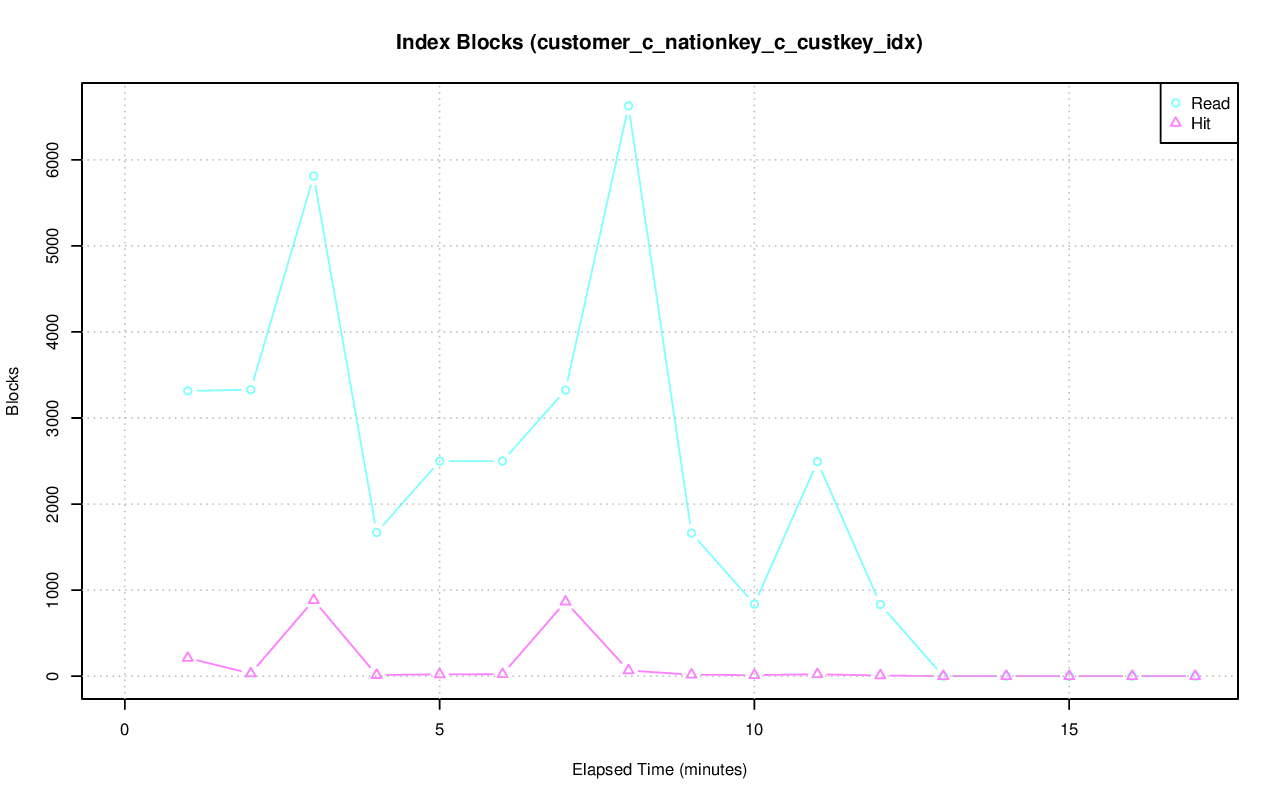 Index Blocks (customer_c_nationkey_c_custkey_idx)
Read
Hit
6000
5000
4000
3000
2000
1000
0
Blocks
0 5 10 15
Elapsed Time (minutes)